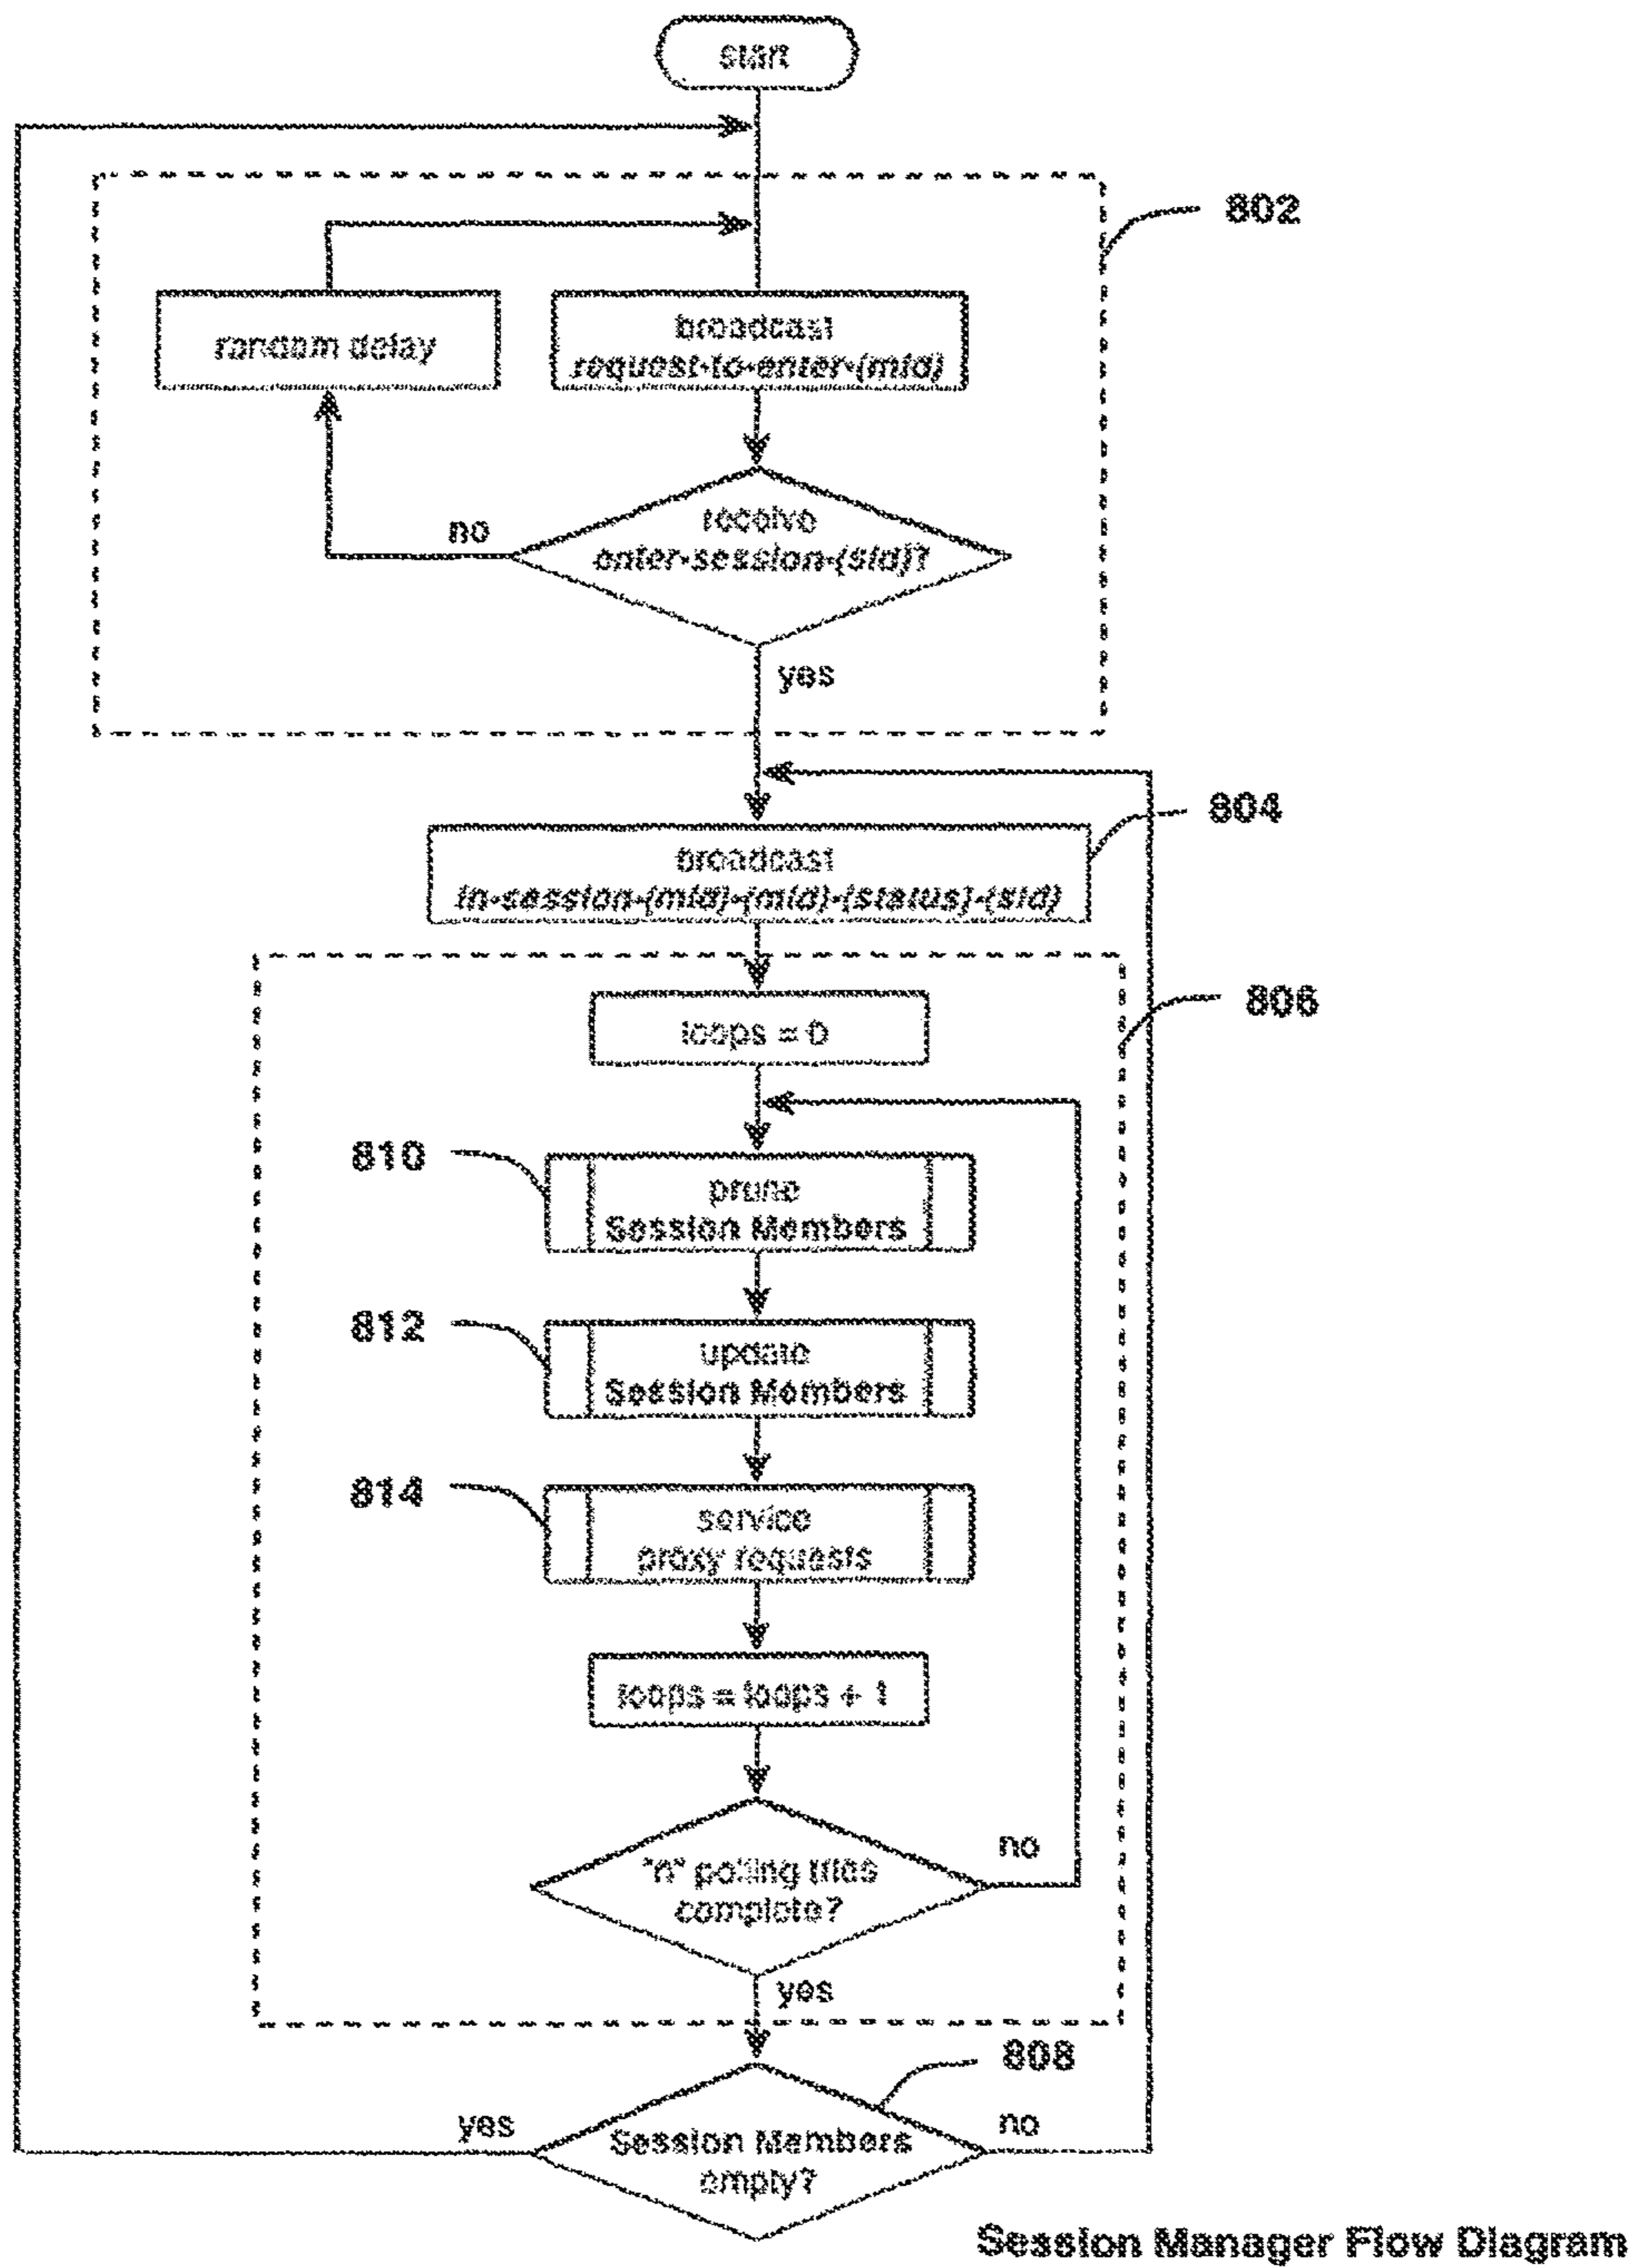 start
802
random delay
broadcast
request-to-enter-(mid)
receive
enter-session-(sid)?
no
yes
804
broadcast
in-session-(mid)-(mid)-(status)-(sid)
806
loops = 0
810
prune
Session Members
812
update
Session Members
814
service
proxy requests
loops = loops + 1
"n" polling tries
complete?
no
yes
808
Session Members
empty?
yes
no
Session Manager Flow Diagram